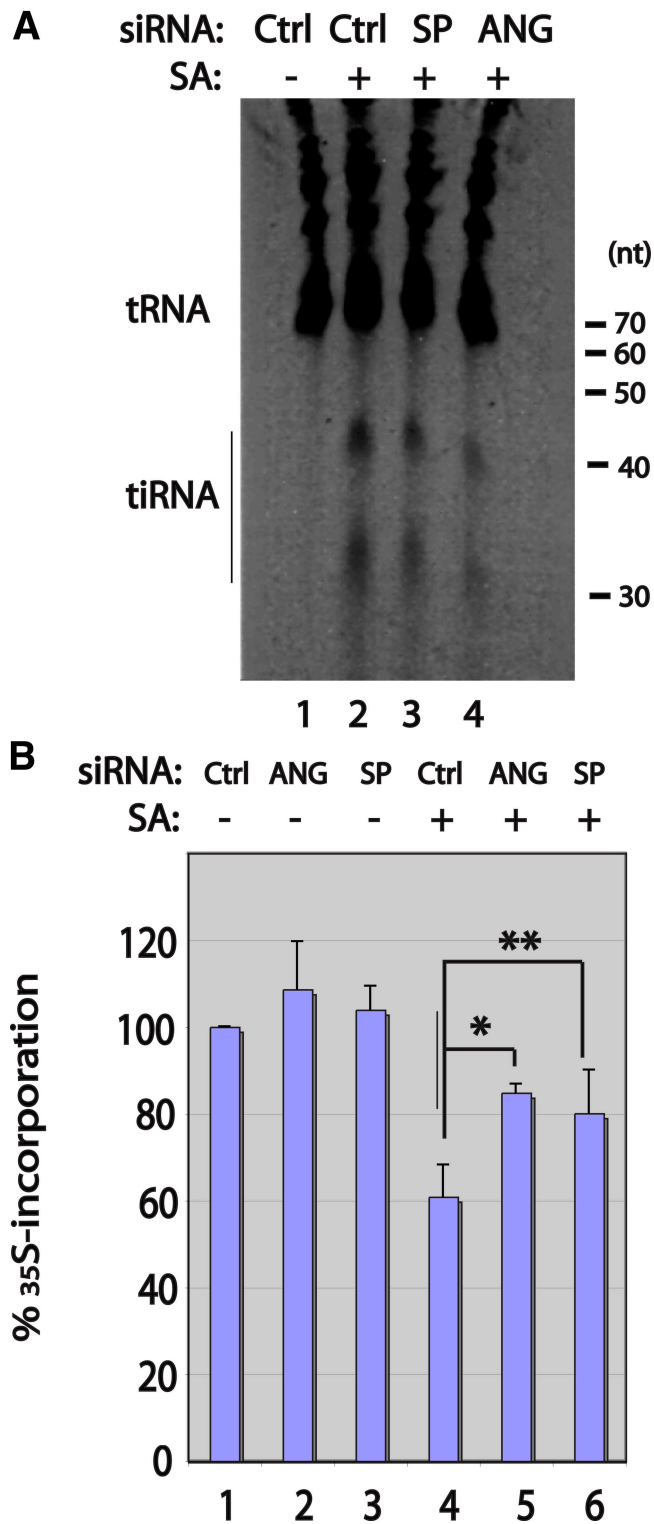 A
siRNA: Ctrl Ctrl SP ANG
SA: - + + +
(nt)
tRNA
70
60
50
40
tiRNA
30
1 2 3 4
B
siRNA: Ctrl ANG SP Ctrl ANG SP
SA: - - - + + +
% 35S-incorporation
120
100
80
60
40
20
0
**
*
1 2 3 4 5 6